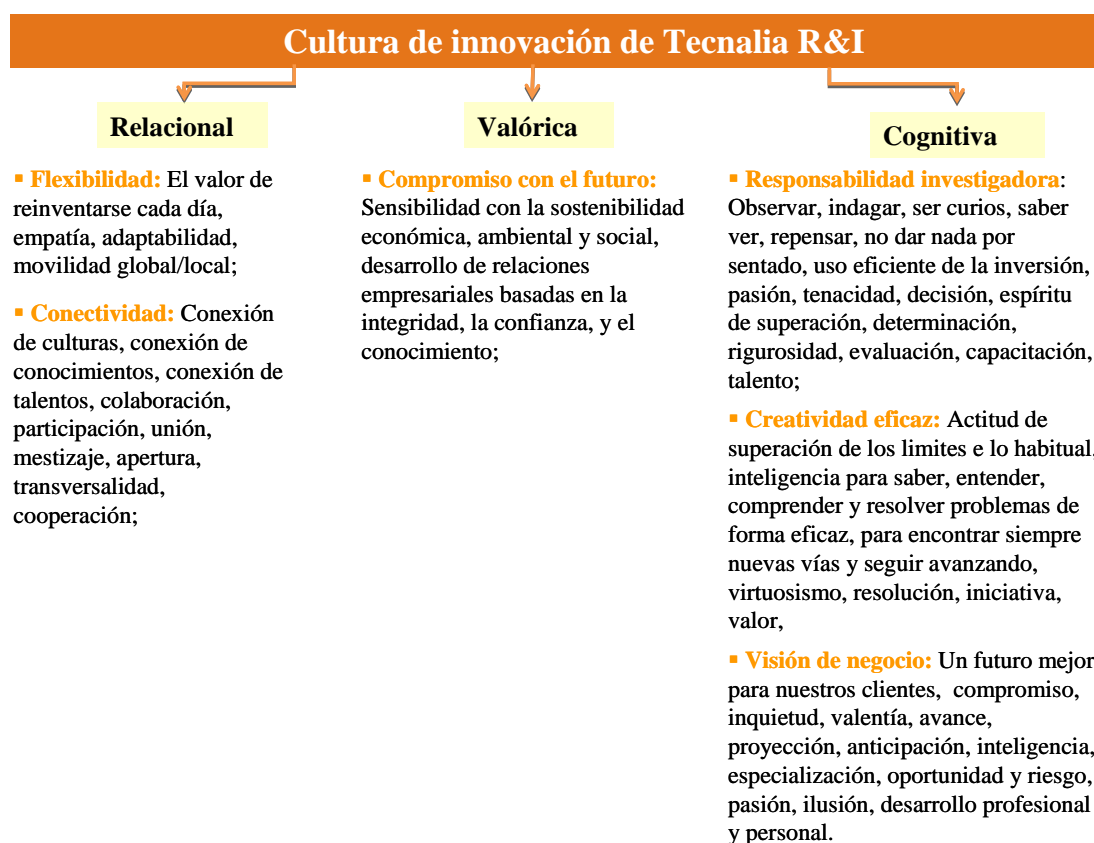 Cultura de innovación de Tecnalia R&I
Relacional
▪ Flexibilidad: El valor de
reinventarse cada día,
empatía, adaptabilidad,
movilidad global/local;
▪ Conectividad: Conexión
de culturas, conexión de
conocimientos, conexión de
talentos, colaboración,
participación, unión,
mestizaje, apertura,
transversalidad,
cooperación;
Valórica
▪ Compromiso con el futuro:
Sensibilidad con la sostenibilidad
económica, ambiental y social,
desarrollo de relaciones
empresariales basadas en la
integridad, la confianza, y el
conocimiento;
Cognitiva
▪ Responsabilidad investigadora:
Observar, indagar, ser curios, saber
ver, repensar, no dar nada por
sentado, uso eficiente de la inversión,
pasión, tenacidad, decisión, espíritu
de superación, determinación,
rigurosidad, evaluación, capacitación,
talento;
▪ Creatividad eficaz: Actitud de
superación de los limites e lo habitual,
inteligencia para saber, entender,
comprender y resolver problemas de
forma eficaz, para encontrar siempre
nuevas vías y seguir avanzando,
virtuosismo, resolución, iniciativa,
valor,
▪ Visión de negocio: Un futuro mejor
para nuestros clientes, compromiso,
inquietud, valentía, avance,
proyección, anticipación, inteligencia,
especialización, oportunidad y riesgo,
pasión, ilusión, desarrollo profesional
y personal.